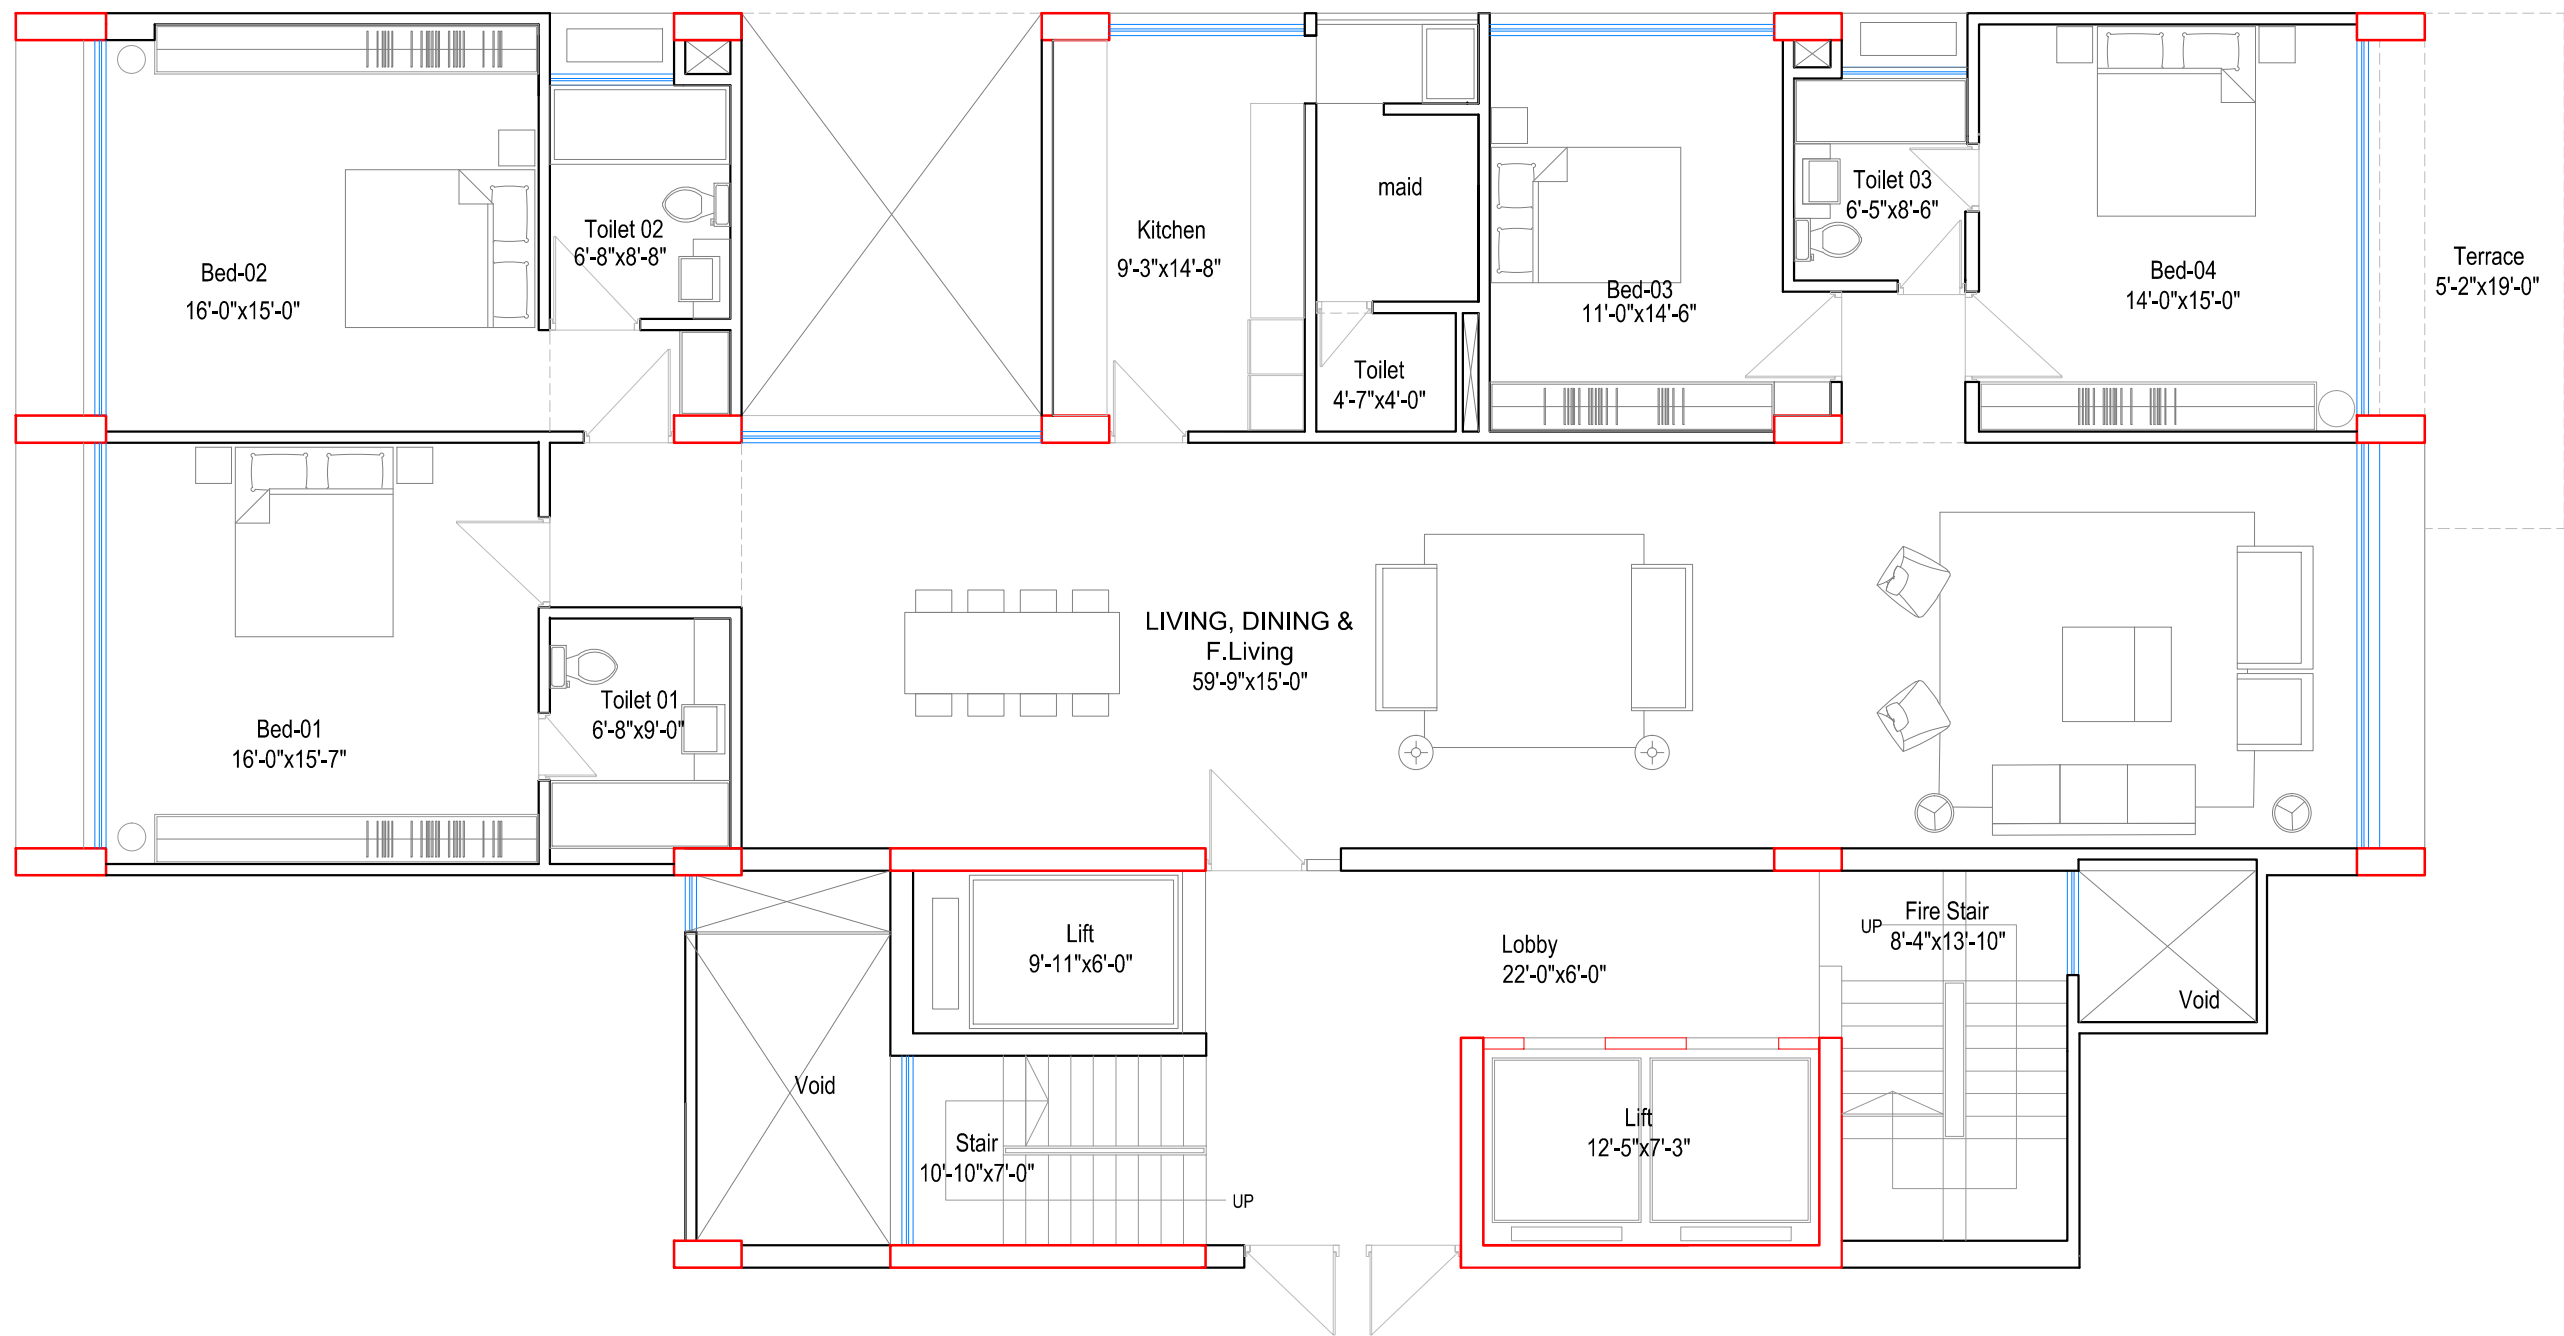 Bed-02
16'-0"x15'-0"
Toilet 02
6'-8"x8'-8"
Kitchen
9'-3"x14'-8"
maid
Toilet
4'-7"x4'-0"
Bed-03
11'-0"x14'-6"
Toilet 03
6'-5"x8'-6"
Bed-04
14'-0"x15'-0"
Terrace
5'-2"x19'-0"
Bed-01
16'-0"x15'-7"
Toilet 01
6'-8"x9'-0"
LIVING, DINING &
F.Living
59'-9"x15'-0"
Lift
9'-11"x6'-0"
Lobby
22'-0"x6'-0"
UP
Fire Stair
8'-4"x13'-10"
Void
Void
Stair
10'-10"x7'-0"
UP
Lift
12'-5"x7'-3"